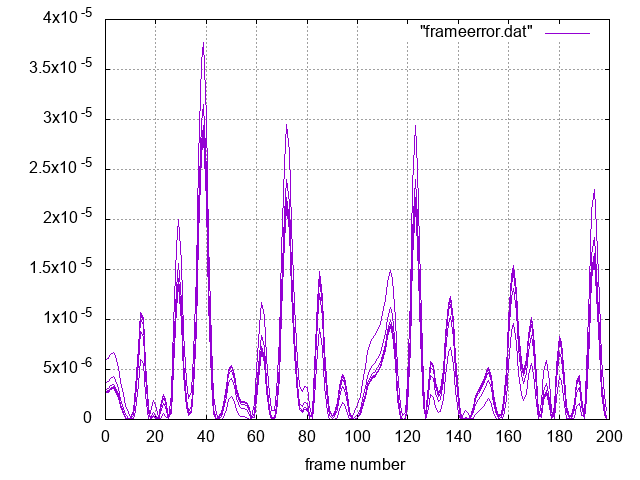 4x10⁻⁵
"frameerror.dat"
3.5x10⁻⁵
3x10⁻⁵
2.5x10⁻⁵
2x10⁻⁵
1.5x10⁻⁵
1x10⁻⁵
5x10⁻⁶
0
0 20 40 60 80 100 120 140 160 180 200
frame number